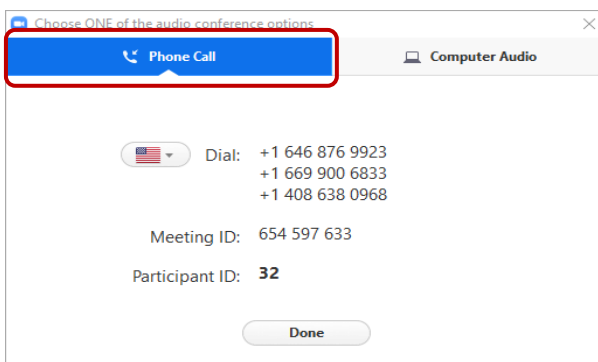 Choose ONE of the audio conference options
Phone Call
Computer Audio
Dial: +1 646 876 9923
+1 669 900 6833
+1 408 638 0968
Meeting ID: 654 597 633
Participant ID: 32
Done